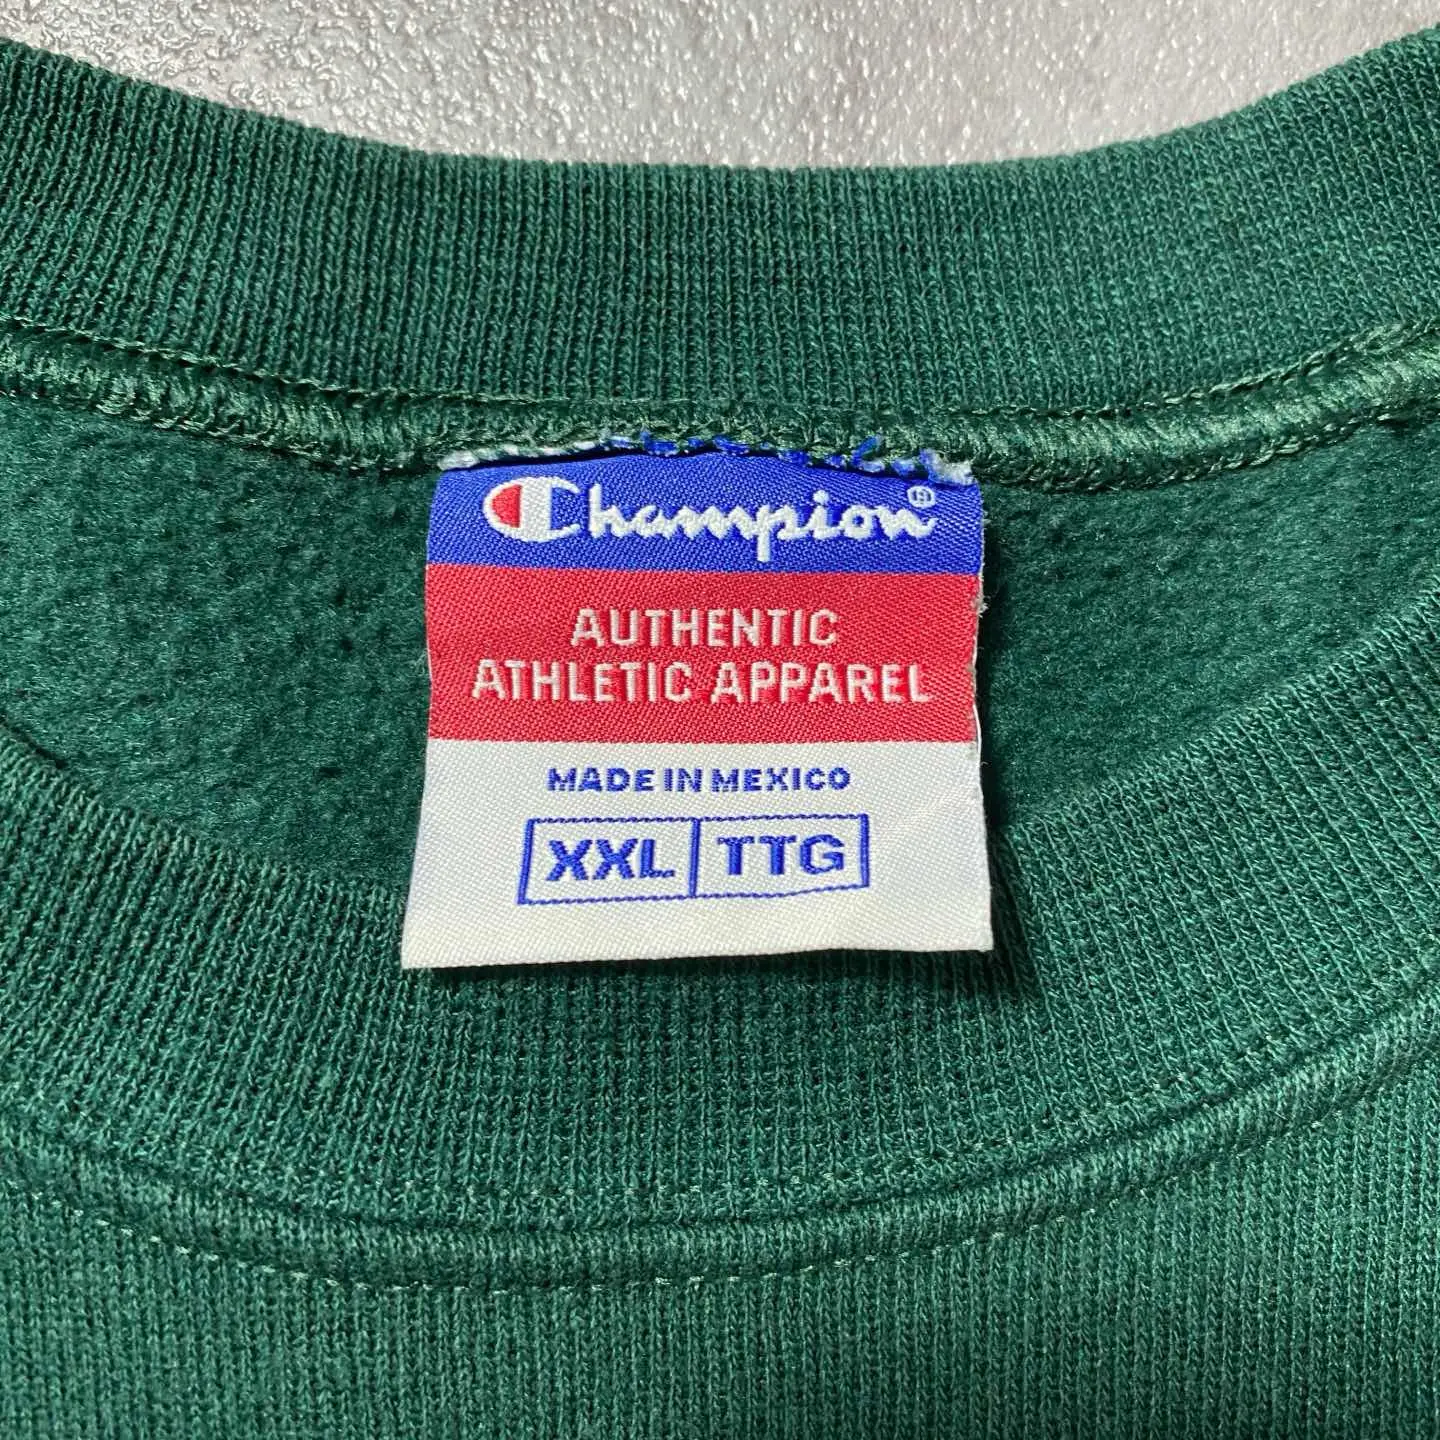 Champion®
AUTHENTIC
ATHLETIC APPAREL
MADE IN MEXICO
XXL TTG